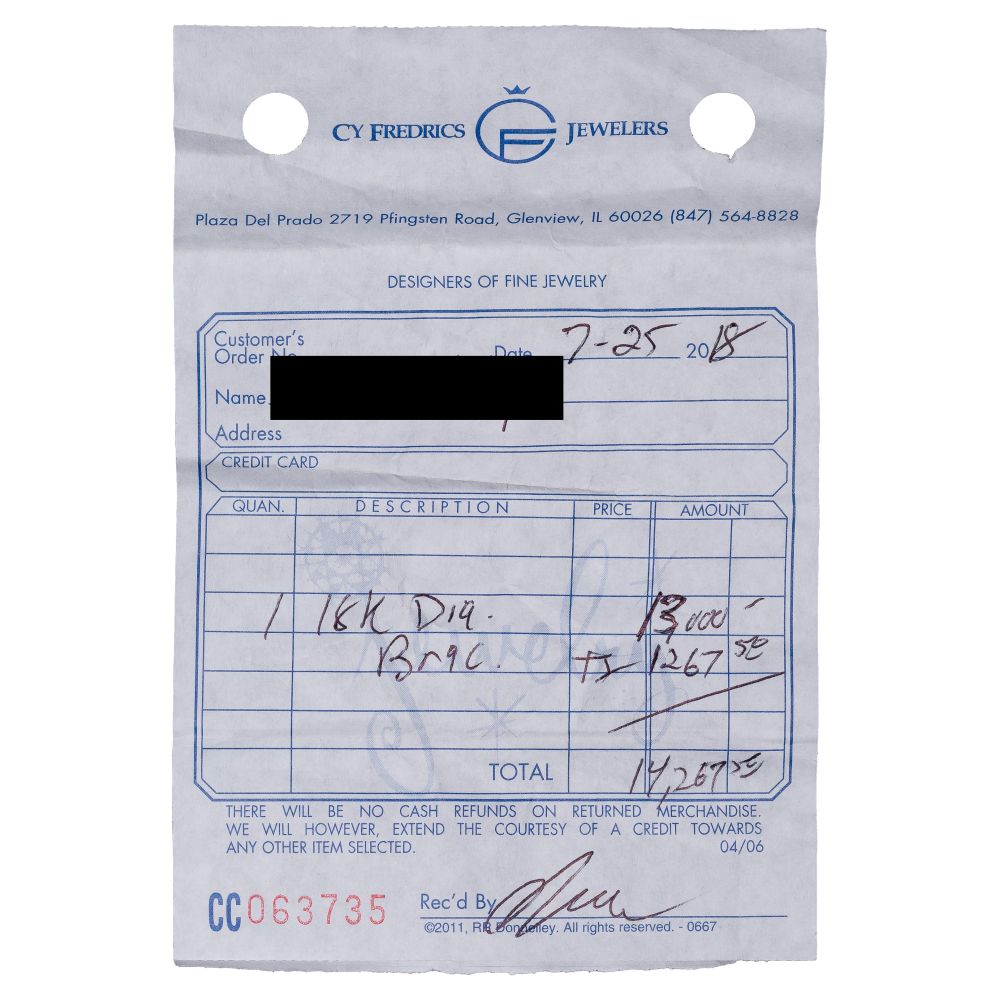 CY FREDRICS CF JEWELERS
Plaza Del Prado 2719 Pfingsten Road, Glenview, IL 60026 (847) 564-8828
DESIGNERS OF FINE JEWELRY
Customer's
Order No. Date 7-25 2018
Name
Address
CREDIT CARD
QUAN. DESCRIPTION PRICE AMOUNT
Jewelry
1 18K Dia. 13,000 -
Brac. TX 1267 50
TOTAL 14,267 50
THERE WILL BE NO CASH REFUNDS ON RETURNED MERCHANDISE.
WE WILL HOWEVER, EXTEND THE COURTESY OF A CREDIT TOWARDS
ANY OTHER ITEM SELECTED. 04/06
CC063735 Rec'd By
©2011, RR Donnelley. All rights reserved. - 0667